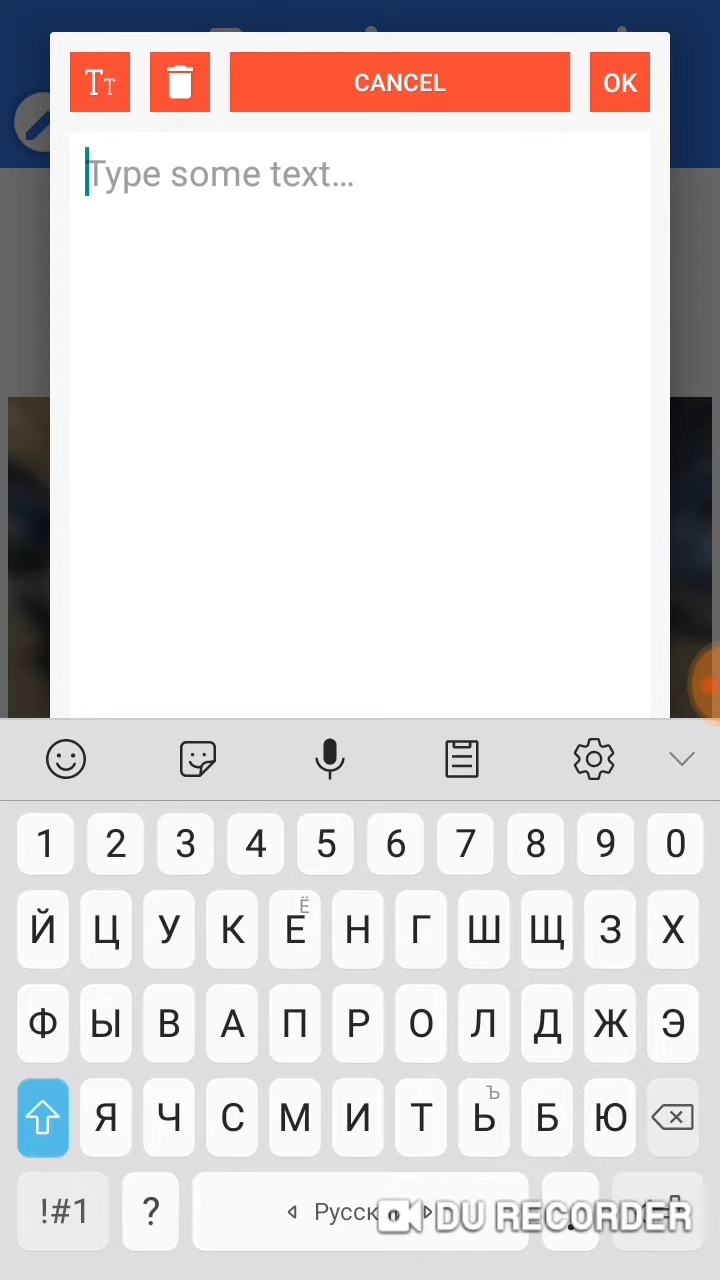 Tт CANCEL OK
Type some text...
1 2 3 4 5 6 7 8 9 0
Й Ц У К Е Ё Н Г Ш Щ З Х
Ф Ы В А П Р О Л Д Ж Э
Я Ч С М И Т Ь Ъ Б Ю
!#1 ? .
DU RECORDER